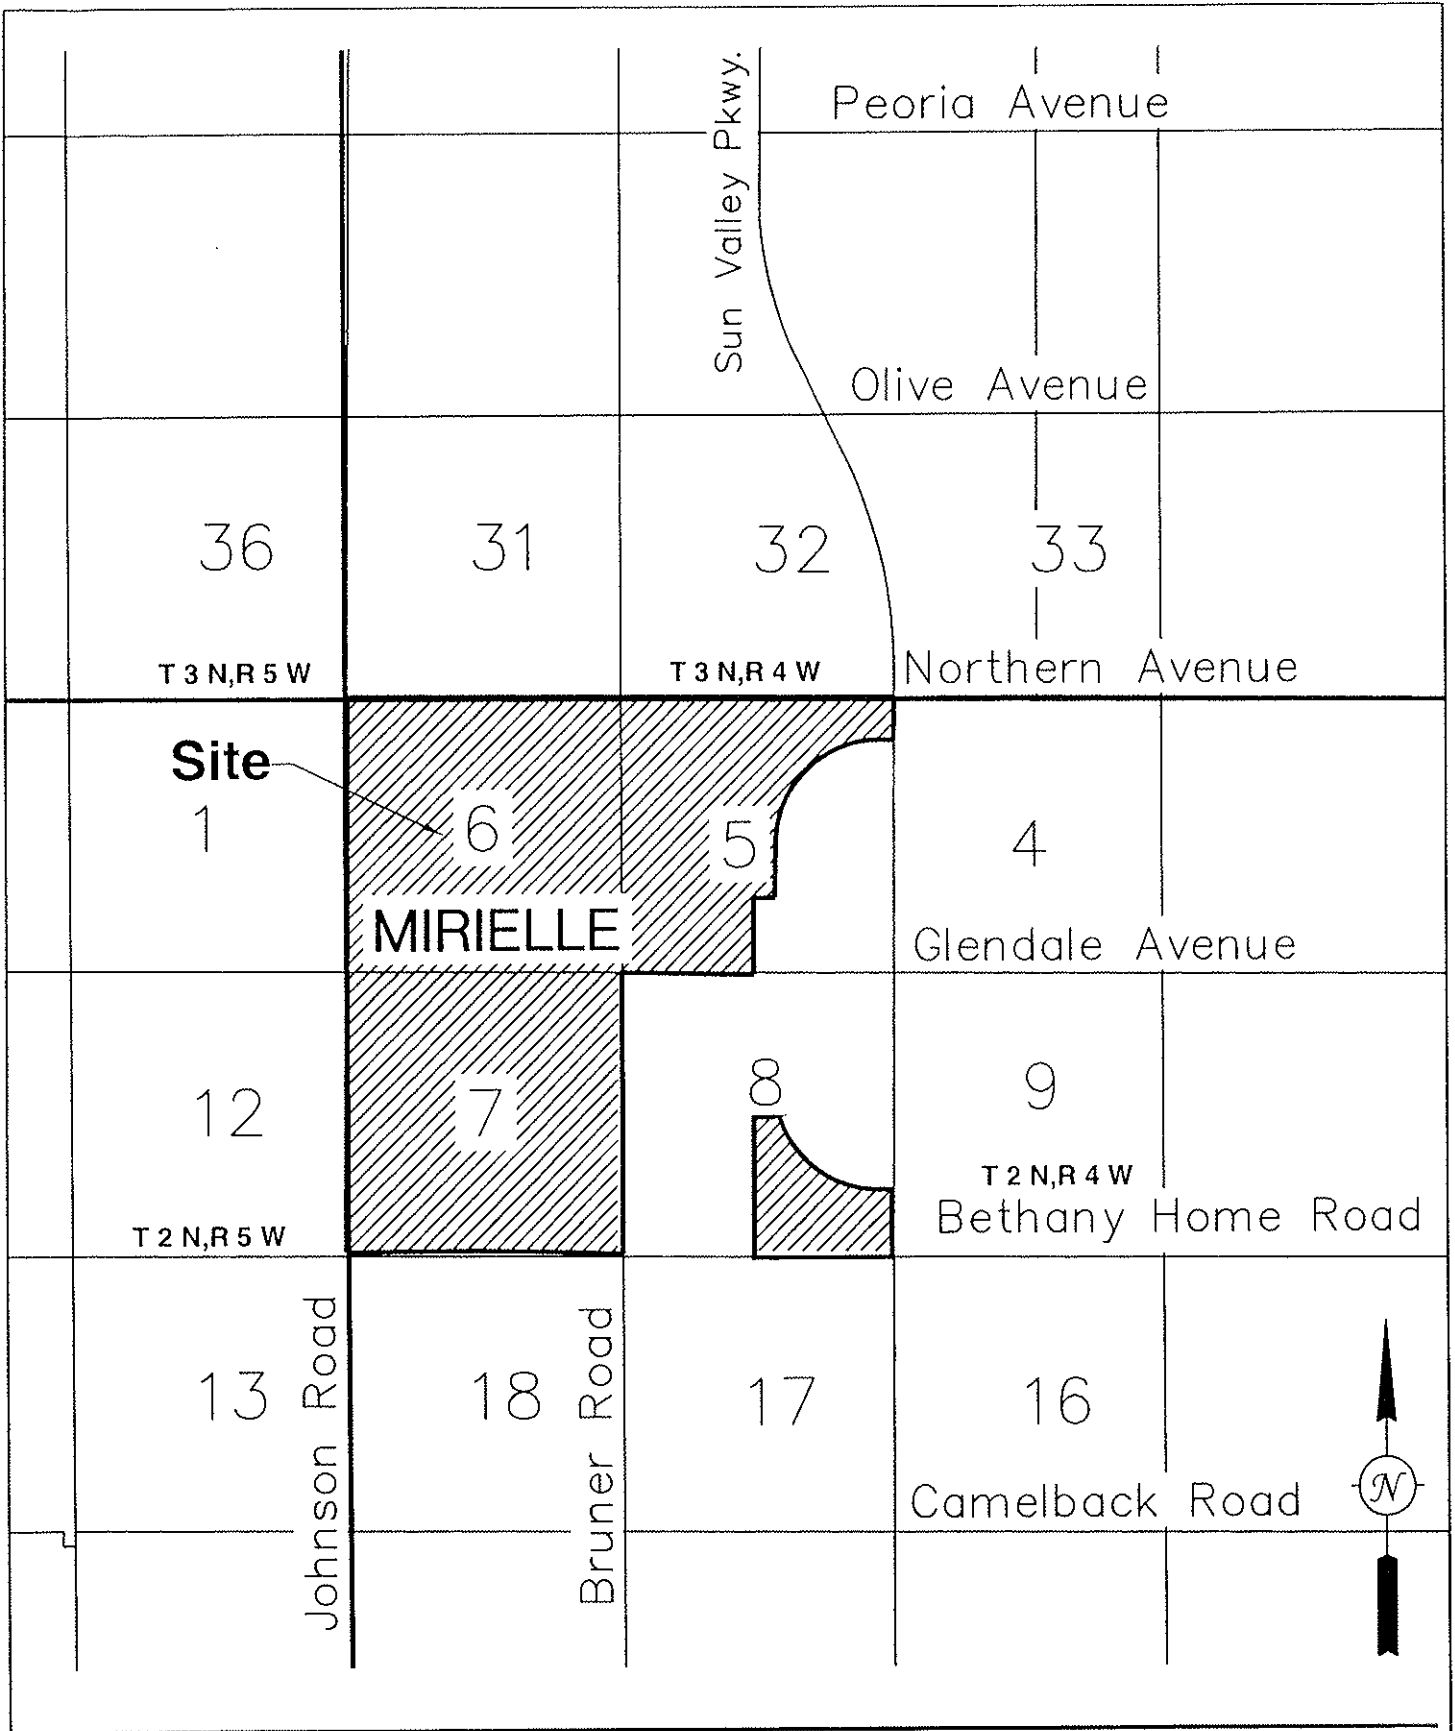 Sun Valley Pkwy.
Peoria Avenue
Olive Avenue
36
31
32
33
T 3 N,R 5 W
T 3 N,R 4 W
Northern Avenue
Site
1
6
5
4
MIRIELLE
Glendale Avenue
12
7
8
9
T 2 N,R 4 W
T 2 N,R 5 W
Bethany Home Road
Johnson Road
Bruner Road
13
18
17
16
Camelback Road
N